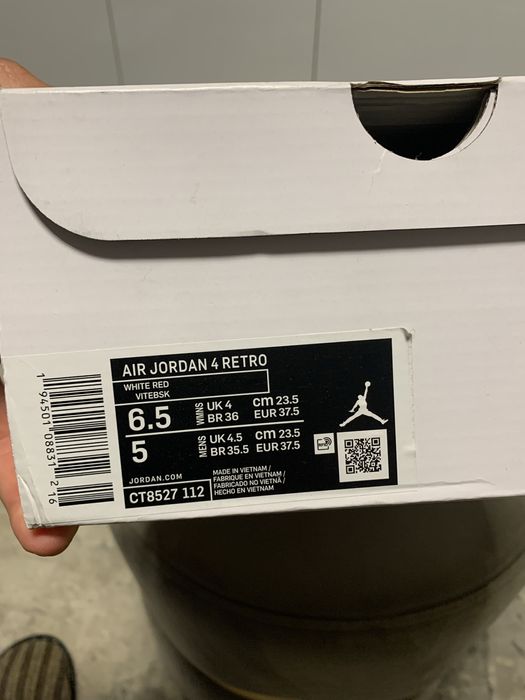 AIR JORDAN 4 RETRO
WHITE RED
VITEBSK
6.5 WMNS UK 4 cm 23.5
BR 36 EUR 37.5
5 MENS UK 4.5 cm 23.5
BR 35.5 EUR 37.5
JORDAN.COM
CT8527 112
MADE IN VIETNAM /
FABRIQUE EN VIETNAM /
FABRICADO NO VIETNÃ /
HECHO EN VIETNAM
1 94501 08831 2 16